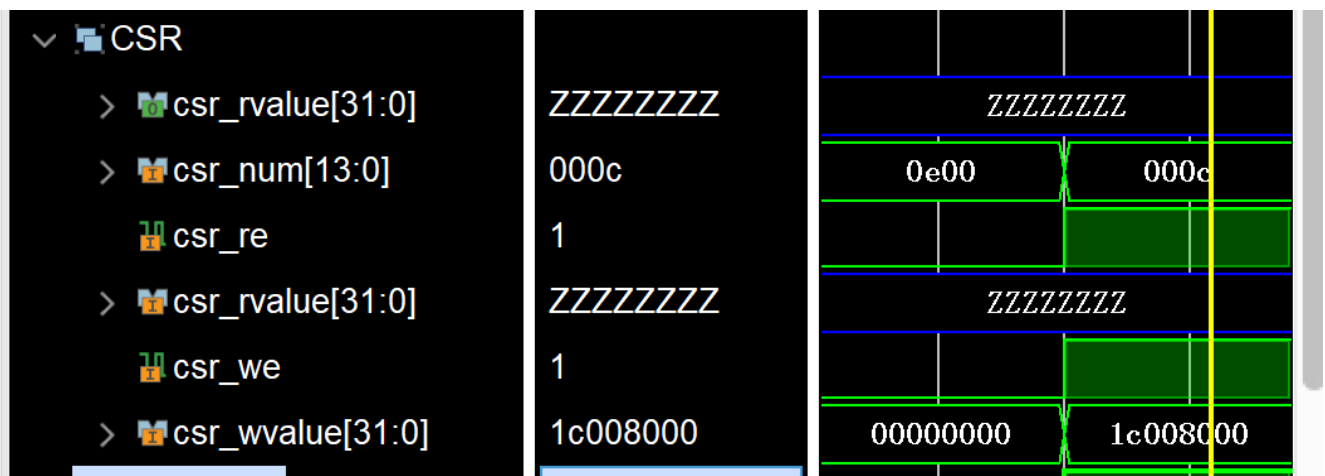 CSR
csr_rvalue[31:0] ZZZZZZZZ ZZZZZZZZ
csr_num[13:0] 000c 0e00 000c
csr_re 1
csr_rvalue[31:0] ZZZZZZZZ ZZZZZZZZ
csr_we 1
csr_wvalue[31:0] 1c008000 00000000 1c008000